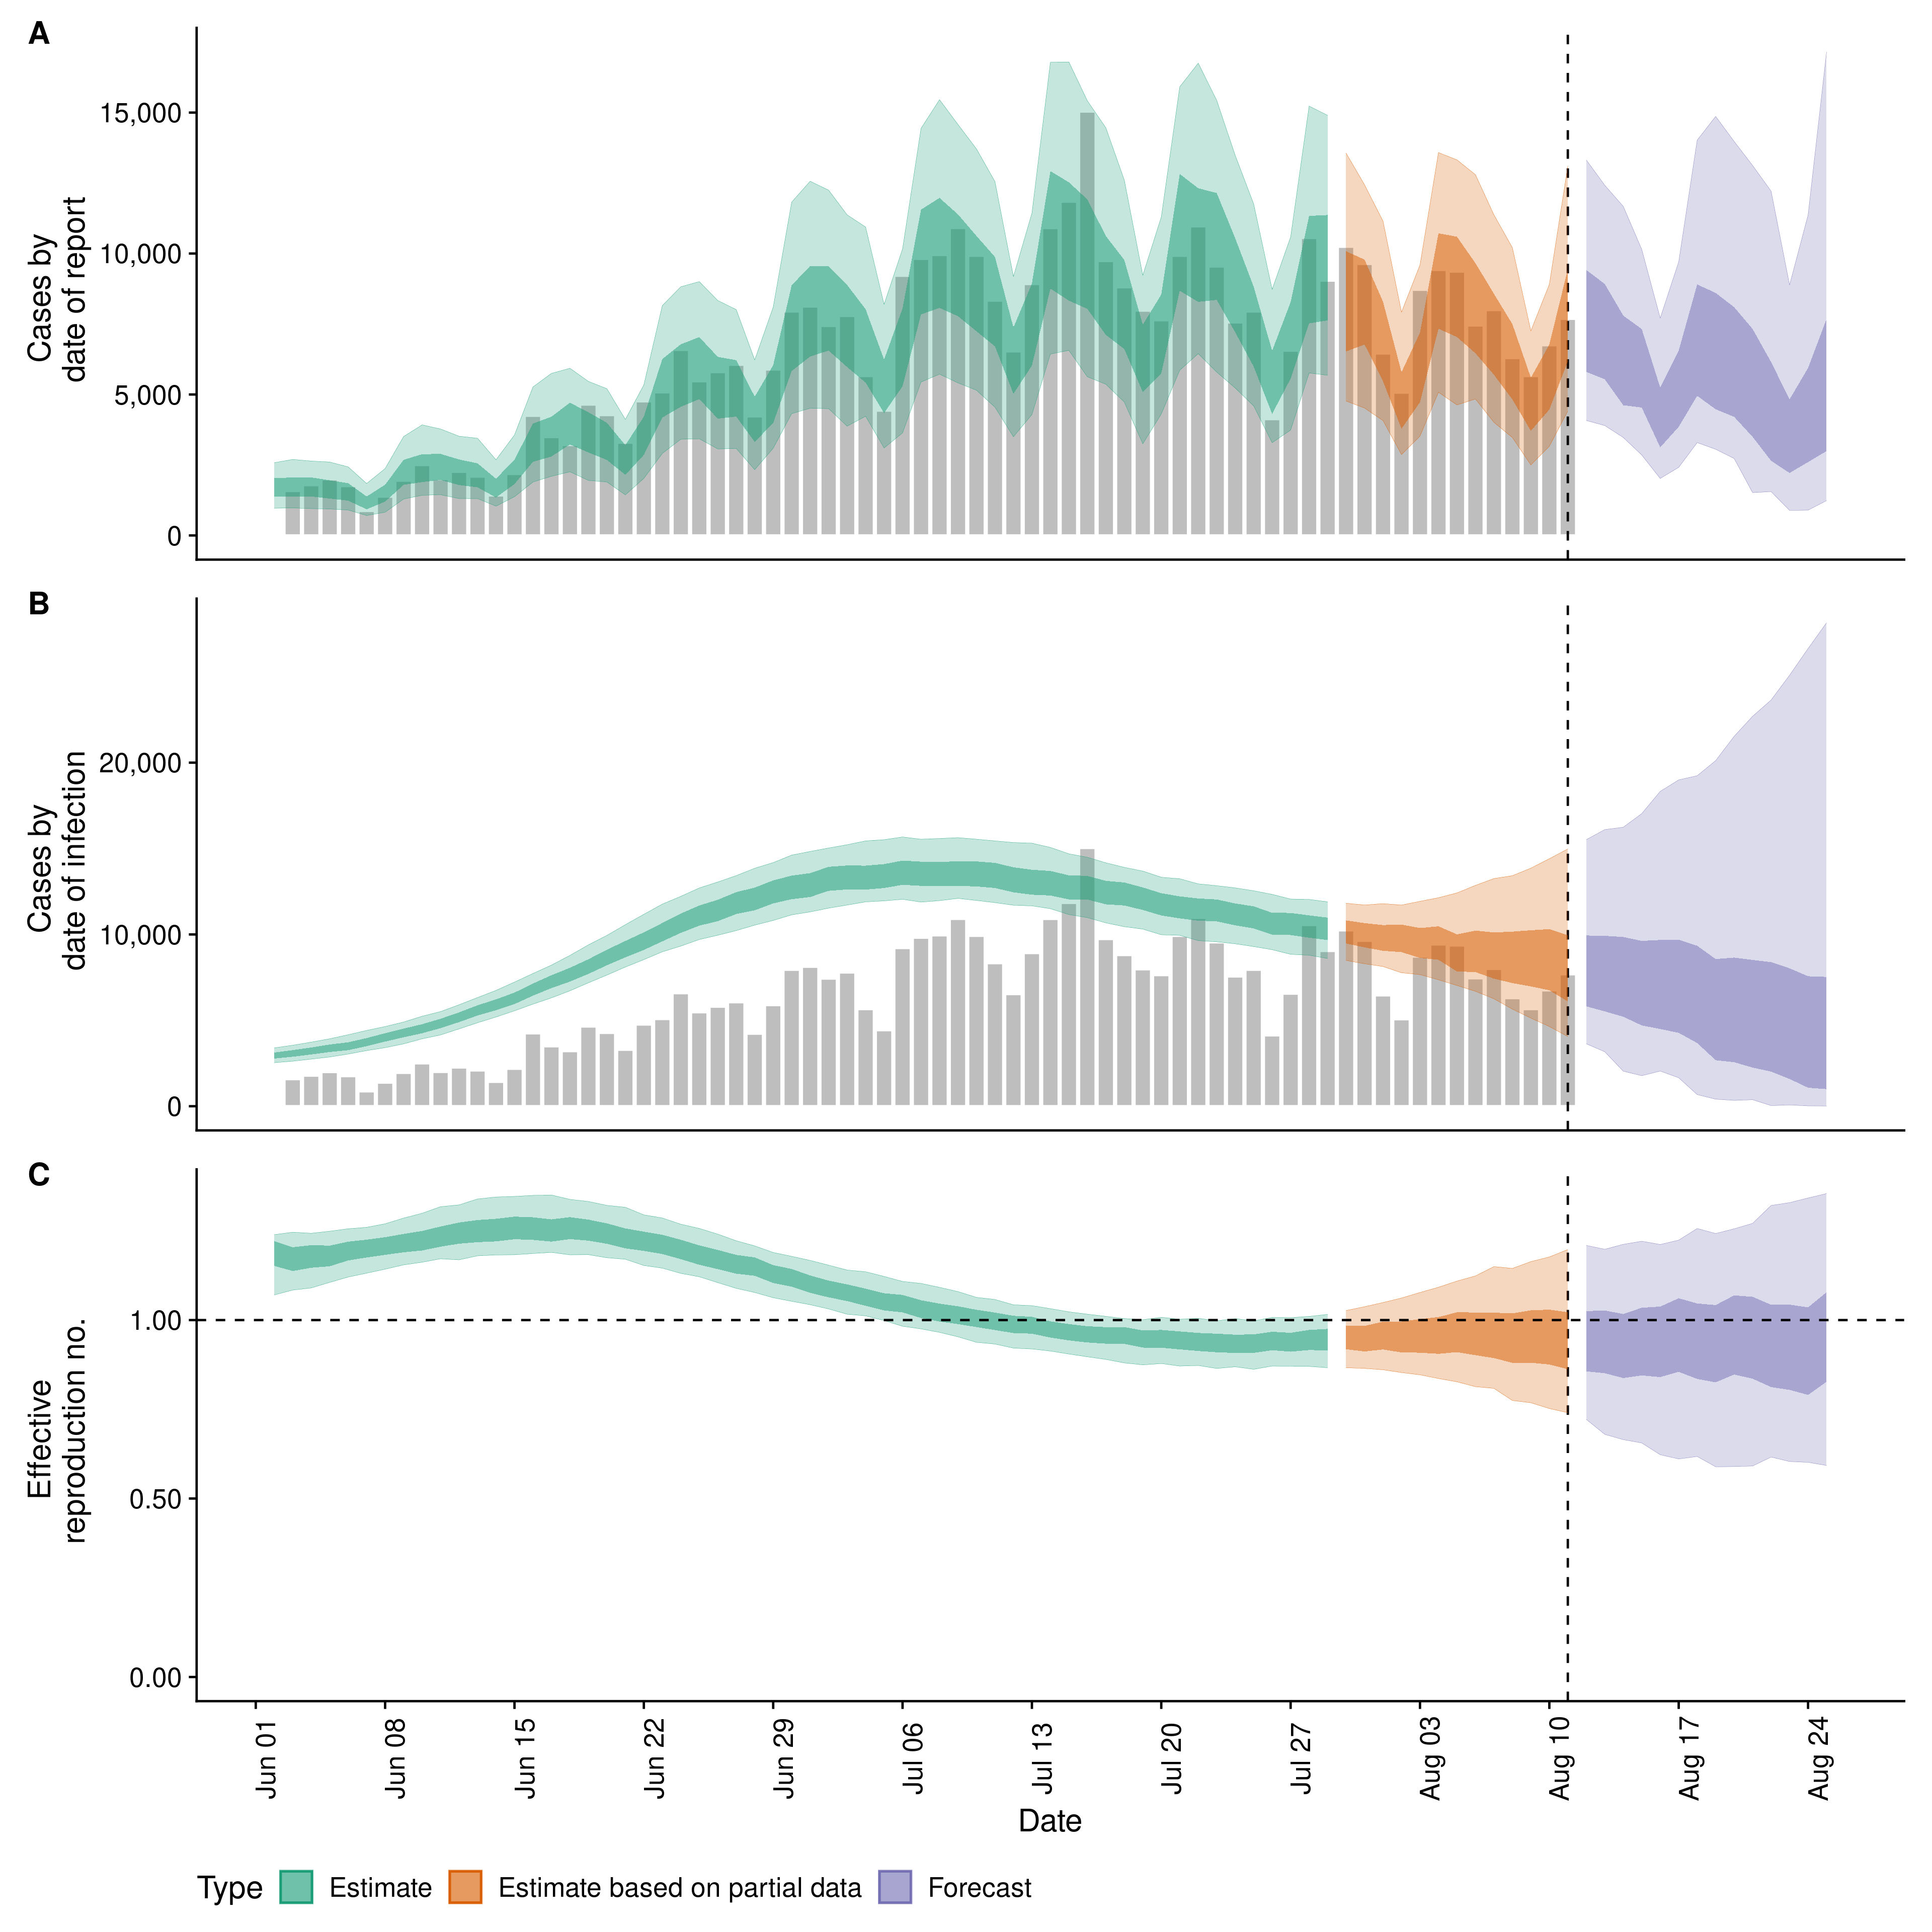 A
Cases by
date of report
15,000
10,000
5,000
0
B
Cases by
date of infection
20,000
10,000
0
C
Effective
reproduction no.
1.00
0.50
0.00
Jun 01
Jun 08
Jun 15
Jun 22
Jun 29
Jul 06
Jul 13
Jul 20
Jul 27
Aug 03
Aug 10
Aug 17
Aug 24
Date
Type Estimate Estimate based on partial data Forecast